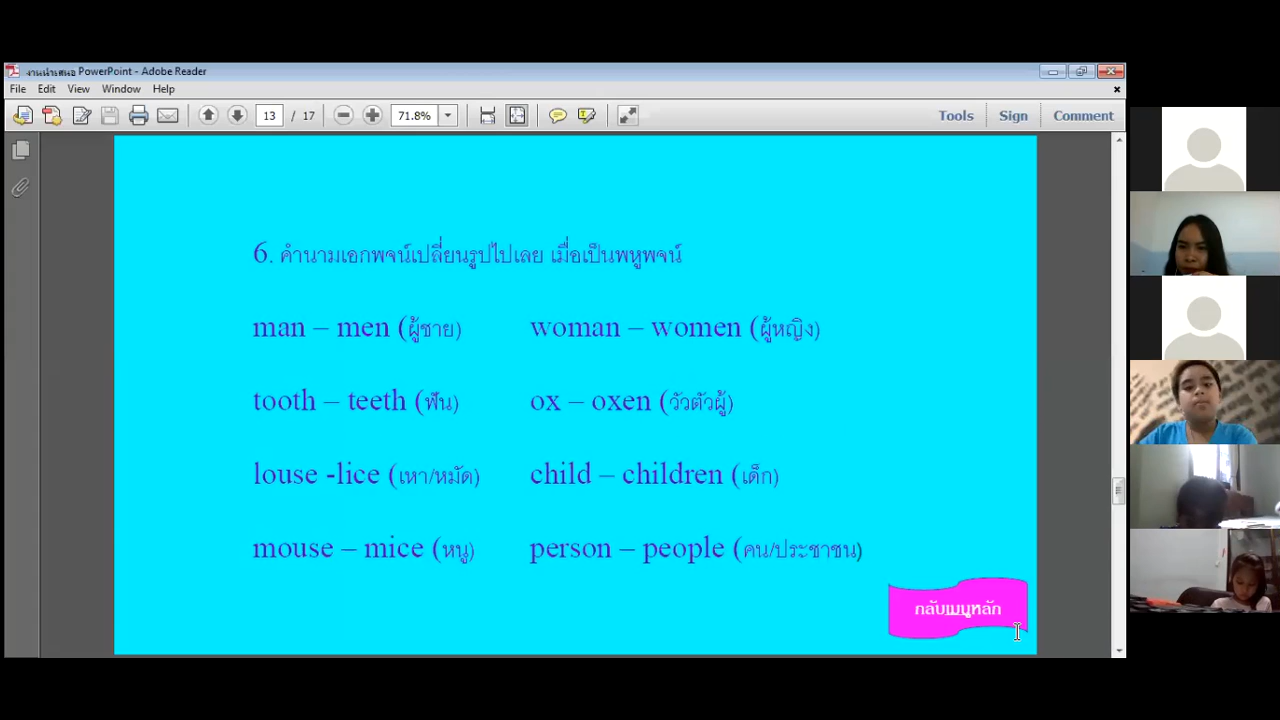 งานนำเสนอ PowerPoint - Adobe Reader
File Edit View Window Help
13 / 17 71.8% Tools Sign Comment
6. คำนามเอกพจน์เปลี่ยนรูปไปเลย เมื่อเป็นพหูพจน์
man – men (ผู้ชาย) woman – women (ผู้หญิง)
tooth – teeth (ฟัน) ox – oxen (วัวตัวผู้)
louse -lice (เหา/หมัด) child – children (เด็ก)
mouse – mice (หนู) person – people (คน/ประชาชน)
กลับเมนูหลัก